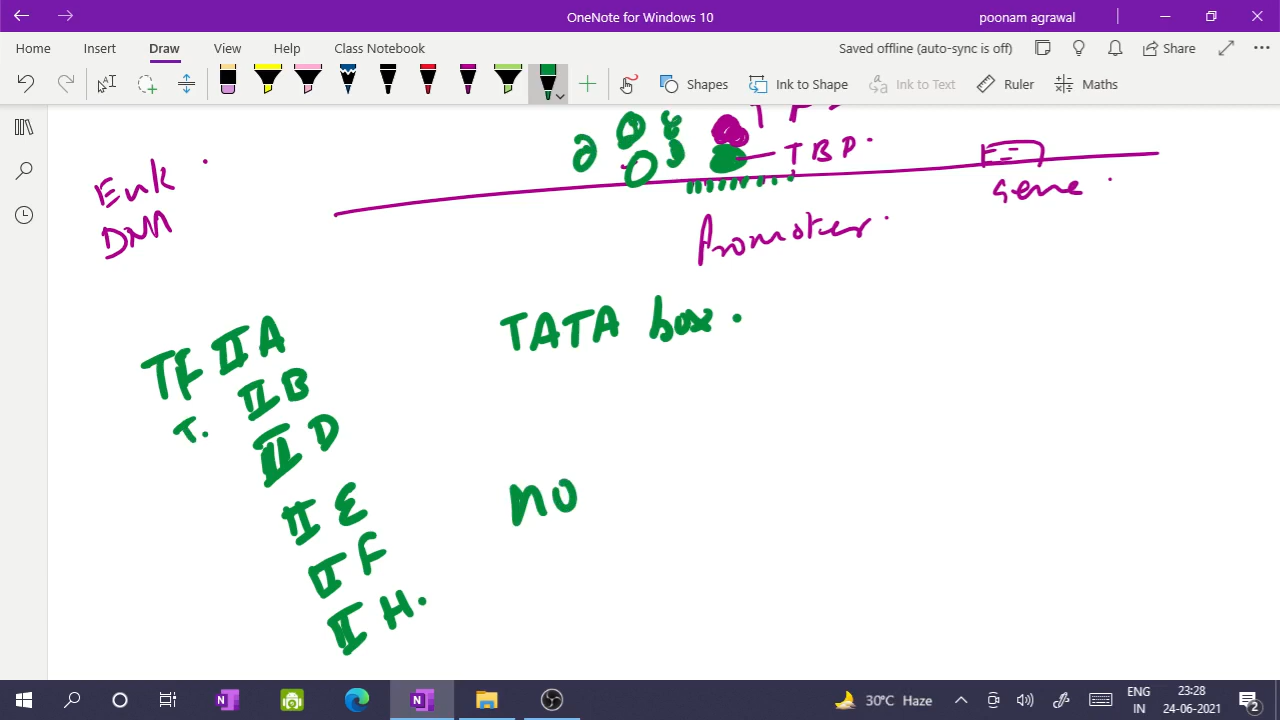 OneNote for Windows 10
poonam agrawal
Home Insert Draw View Help Class Notebook
Saved offline (auto-sync is off)
Share
Shapes Ink to Shape Ink to Text Ruler Maths
TBP.
Euk
DNA
Gene.
Promoter.
TATA box.
TF II A
T. II B
II D
II E
II F
II H.
no
30°C Haze
ENG
IN
23:28
24-06-2021
2